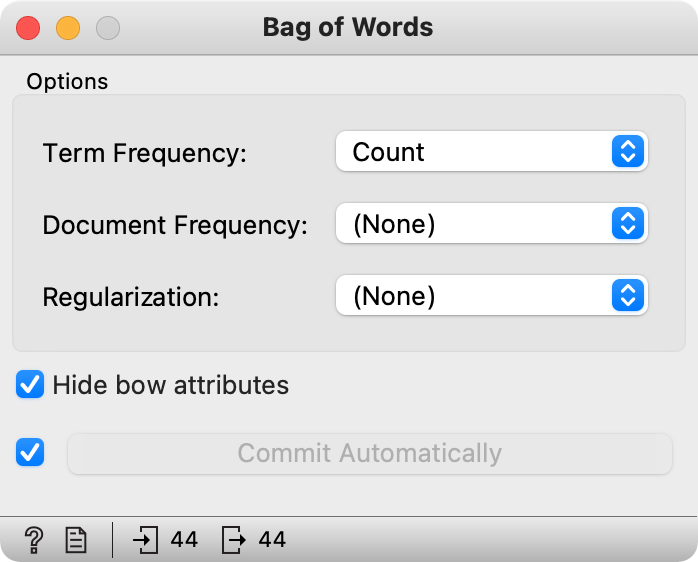 Bag of Words
Options
Term Frequency: Count
Document Frequency: (None)
Regularization: (None)
Hide bow attributes
Commit Automatically
? 44 44